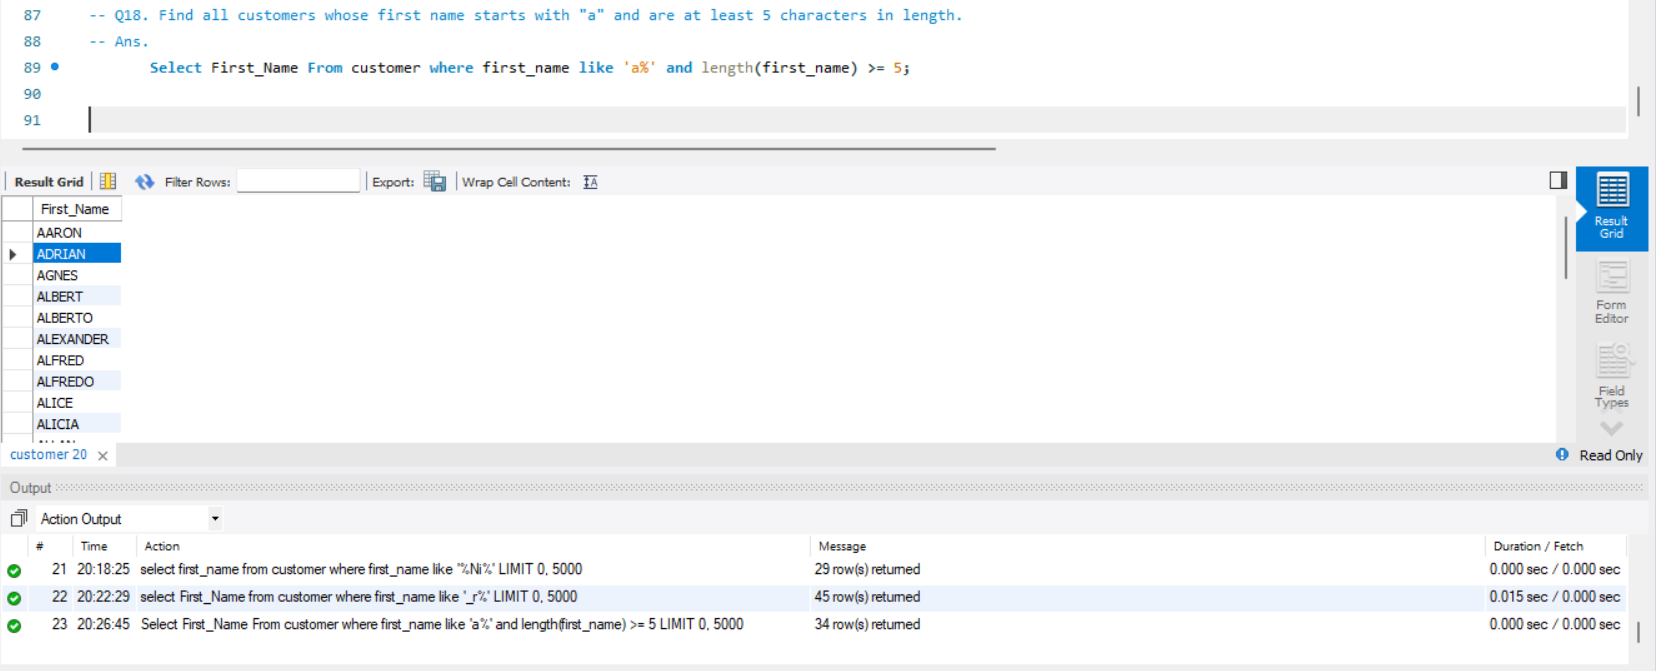 87 -- Q18. Find all customers whose first name starts with "a" and are at least 5 characters in length.
88 -- Ans.
89 Select First_Name From customer where first_name like 'a%' and length(first_name) >= 5;
90
91
Result Grid Filter Rows: Export: Wrap Cell Content:
First_Name
AARON
ADRIAN
AGNES
ALBERT
ALBERTO
ALEXANDER
ALFRED
ALFREDO
ALICE
ALICIA
Result
Grid
Form
Editor
Field
Types
customer 20 Read Only
Output
Action Output
# Time Action Message Duration / Fetch
21 20:18:25 select first_name from customer where first_name like '%Ni%' LIMIT 0, 5000 29 row(s) returned 0.000 sec / 0.000 sec
22 20:22:29 select First_Name from customer where first_name like '_r%' LIMIT 0, 5000 45 row(s) returned 0.015 sec / 0.000 sec
23 20:26:45 Select First_Name From customer where first_name like 'a%' and length(first_name) >= 5 LIMIT 0, 5000 34 row(s) returned 0.000 sec / 0.000 sec